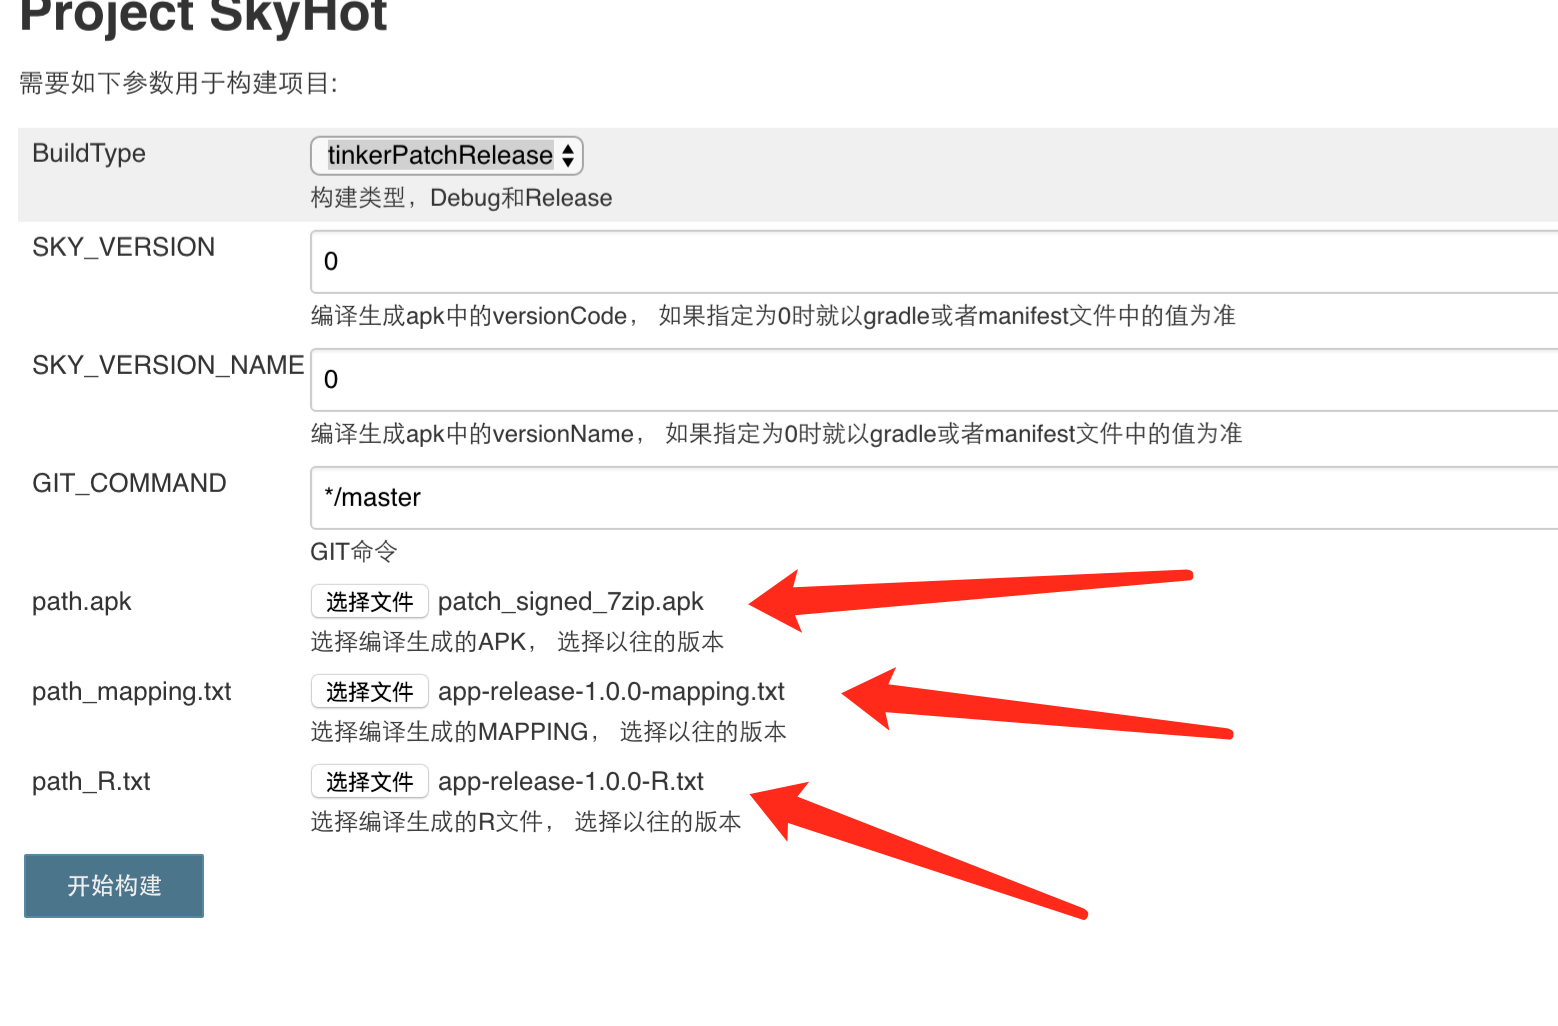 Project SkyHot
需要如下参数用于构建项目:
BuildType
tinkerPatchRelease
构建类型，Debug和Release
SKY_VERSION
0
编译生成apk中的versionCode， 如果指定为0时就以gradle或者manifest文件中的值为准
SKY_VERSION_NAME
0
编译生成apk中的versionName， 如果指定为0时就以gradle或者manifest文件中的值为准
GIT_COMMAND
*/master
GIT命令
path.apk
选择文件 patch_signed_7zip.apk
选择编译生成的APK， 选择以往的版本
path_mapping.txt
选择文件 app-release-1.0.0-mapping.txt
选择编译生成的MAPPING， 选择以往的版本
path_R.txt
选择文件 app-release-1.0.0-R.txt
选择编译生成的R文件， 选择以往的版本
开始构建